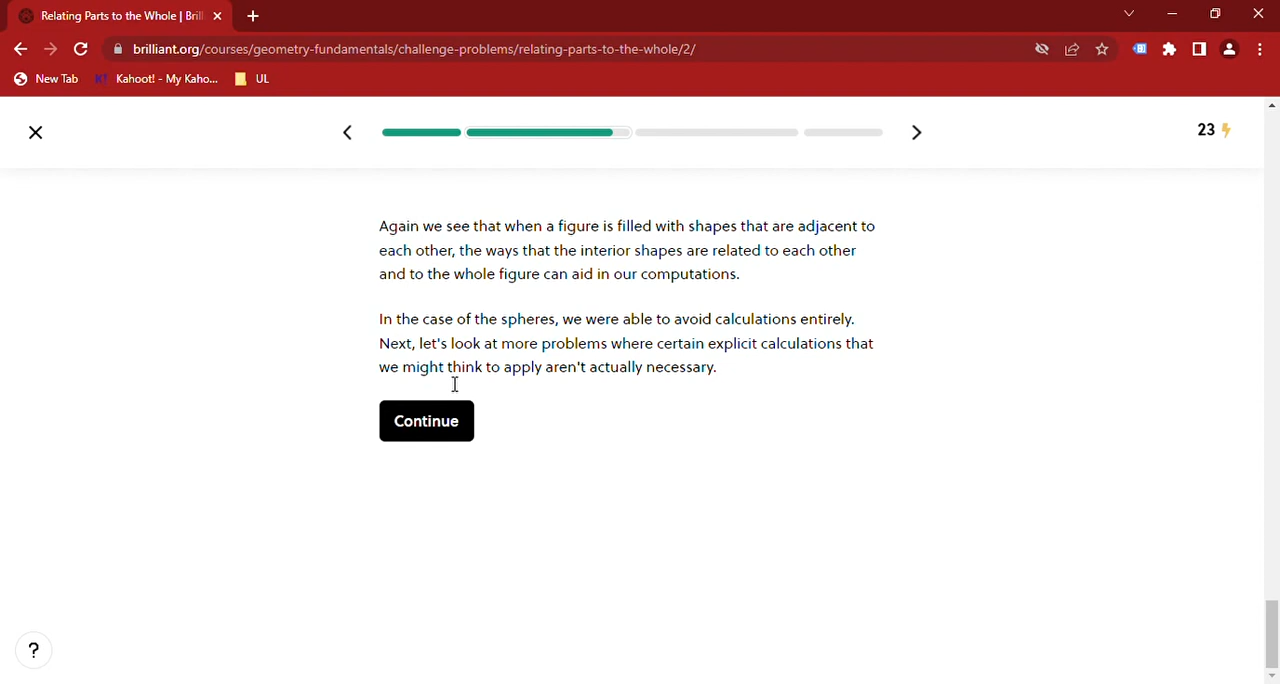 Relating Parts to the Whole | Bril
brilliant.org/courses/geometry-fundamentals/challenge-problems/relating-parts-to-the-whole/2/
New Tab
K! Kahoot! - My Kaho...
UL
23
Again we see that when a figure is filled with shapes that are adjacent to
each other, the ways that the interior shapes are related to each other
and to the whole figure can aid in our computations.
In the case of the spheres, we were able to avoid calculations entirely.
Next, let's look at more problems where certain explicit calculations that
we might think to apply aren't actually necessary.
Continue
?